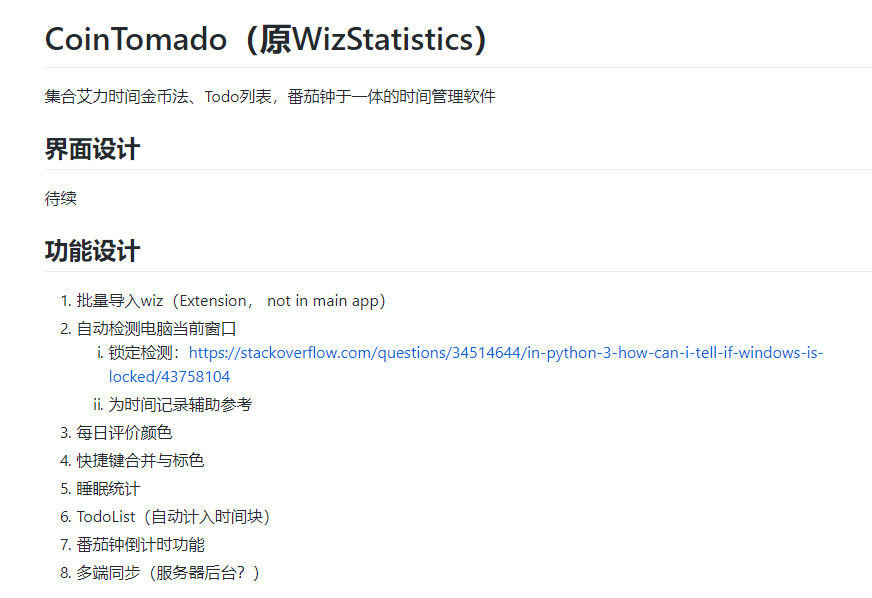 CoinTomado（原WizStatistics）
集合艾力时间金币法、Todo列表，番茄钟于一体的时间管理软件
界面设计
待续
功能设计
1. 批量导入wiz（Extension， not in main app）
2. 自动检测电脑当前窗口
i. 锁定检测：https://stackoverflow.com/questions/34514644/in-python-3-how-can-i-tell-if-windows-is-
locked/43758104
ii. 为时间记录辅助参考
3. 每日评价颜色
4. 快捷键合并与标色
5. 睡眠统计
6. TodoList（自动计入时间块）
7. 番茄钟倒计时功能
8. 多端同步（服务器后台？）